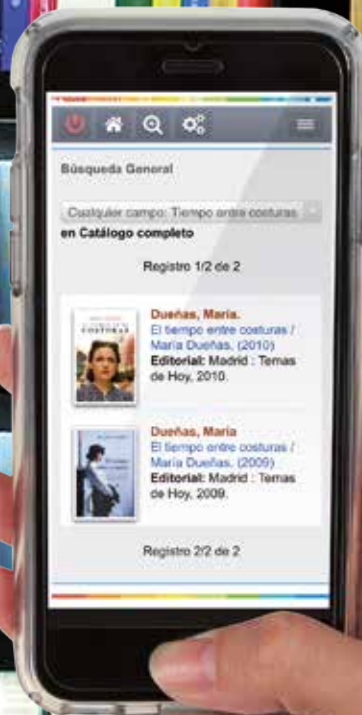 Búsqueda General
Cualquier campo: Tiempo entre costuras
en Catálogo completo
Registro 1/2 de 2
Dueñas, María.
El tiempo entre costuras /
María Dueñas, (2010)
Editorial: Madrid : Temas
de Hoy, 2010.
COSTURAS
Dueñas, María
El tiempo entre costuras /
María Dueñas, (2009)
Editorial: Madrid : Temas
de Hoy, 2009.
Registro 2/2 de 2